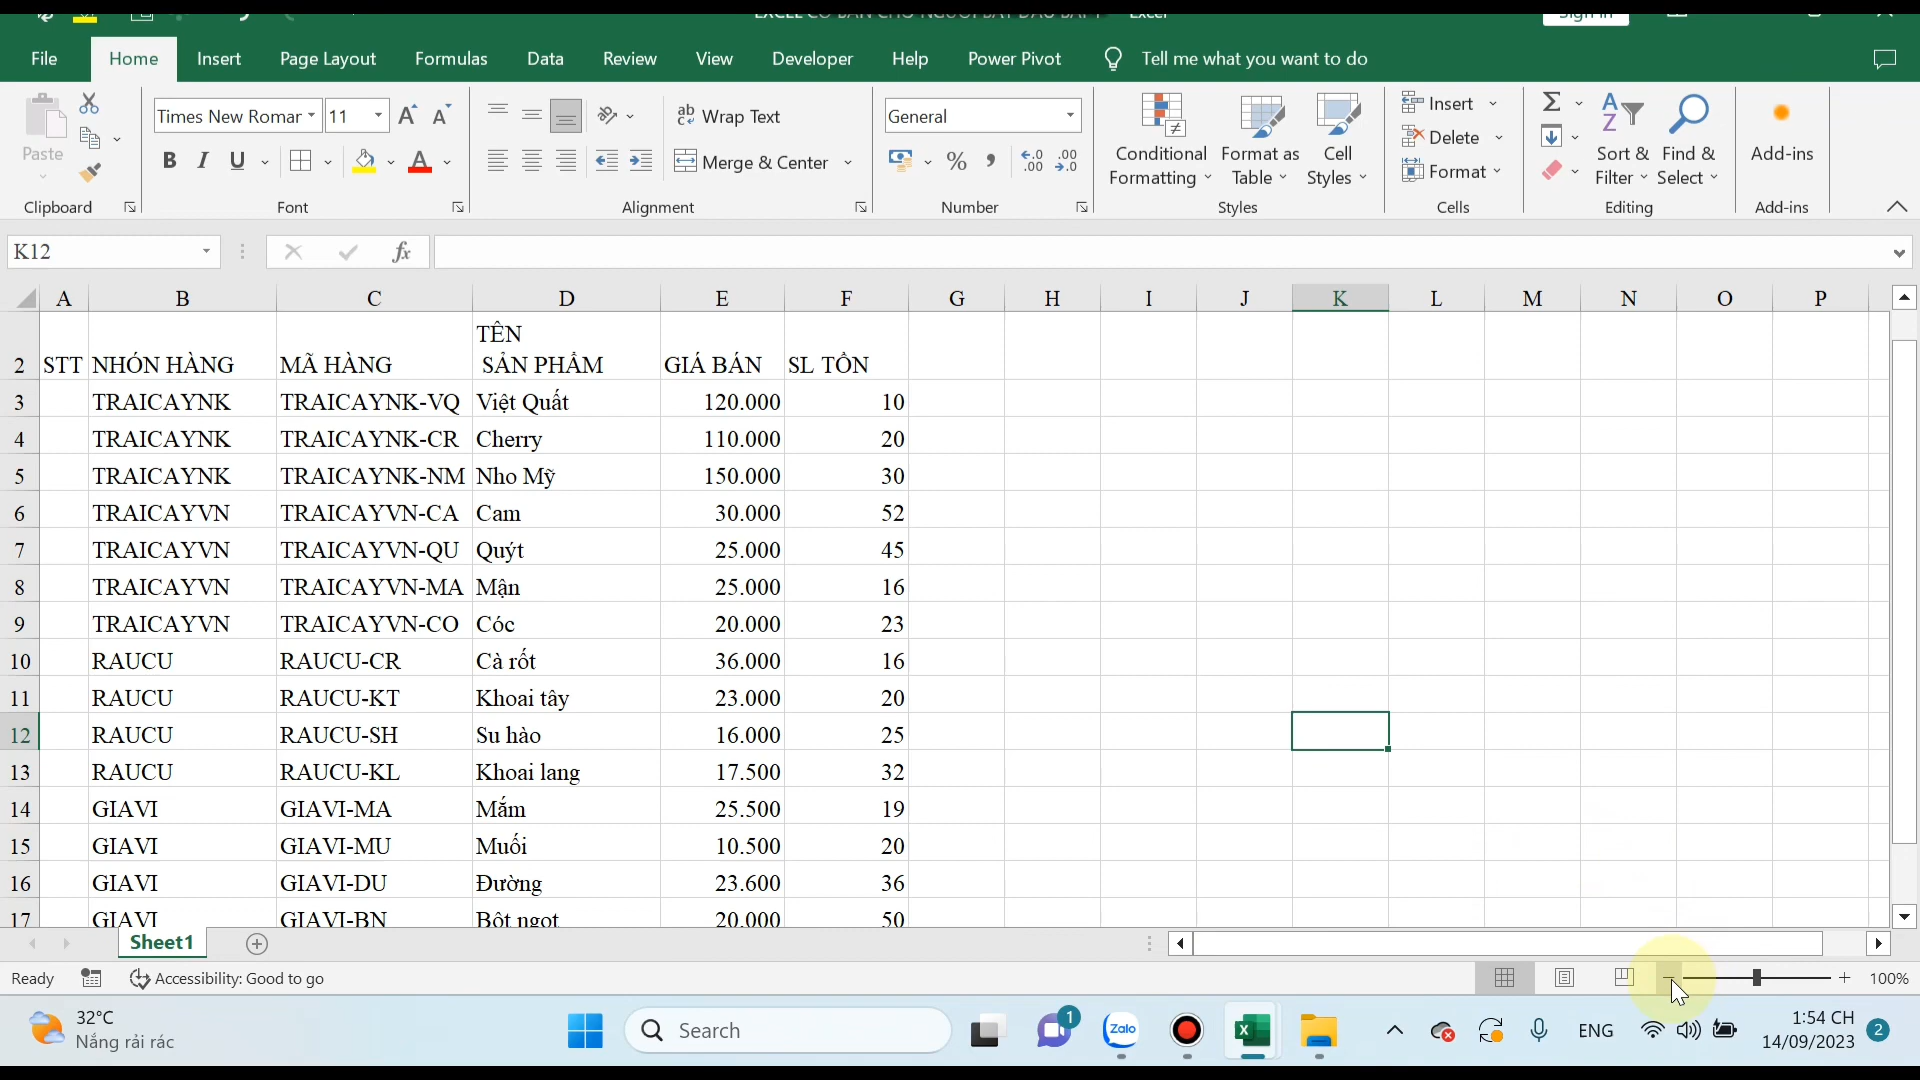 Sign in
File Home Insert Page Layout Formulas Data Review View Developer Help Power Pivot Tell me what you want to do
Paste
Clipboard
Times New Romar 11
B I U A
Font
Wrap Text
Merge & Center
Alignment
General
% ,
Number
Conditional Formatting
Format as Table
Cell Styles
Styles
Insert
Delete
Format
Cells
Sort & Filter
Find & Select
Editing
Add-ins
Add-ins
K12 fx
A B C D E F G H I J K L M N O P
2 STT NHÓN HÀNG MÃ HÀNG TÊN SẢN PHẨM GIÁ BÁN SL TỒN
3 TRAICAYNK TRAICAYNK-VQ Việt Quất 120.000 10
4 TRAICAYNK TRAICAYNK-CR Cherry 110.000 20
5 TRAICAYNK TRAICAYNK-NM Nho Mỹ 150.000 30
6 TRAICAYVN TRAICAYVN-CA Cam 30.000 52
7 TRAICAYVN TRAICAYVN-QU Quýt 25.000 45
8 TRAICAYVN TRAICAYVN-MA Mận 25.000 16
9 TRAICAYVN TRAICAYVN-CO Cóc 20.000 23
10 RAUCU RAUCU-CR Cà rốt 36.000 16
11 RAUCU RAUCU-KT Khoai tây 23.000 20
12 RAUCU RAUCU-SH Su hào 16.000 25
13 RAUCU RAUCU-KL Khoai lang 17.500 32
14 GIAVI GIAVI-MA Mắm 25.500 19
15 GIAVI GIAVI-MU Muối 10.500 20
16 GIAVI GIAVI-DU Đường 23.600 36
17 GIAVI GIAVI-BN Bột ngọt 20.000 50
Sheet1
Ready Accessibility: Good to go 100%
32°C
Nắng rải rác
Search
1
Zalo
ENG
1:54 CH
14/09/2023
2